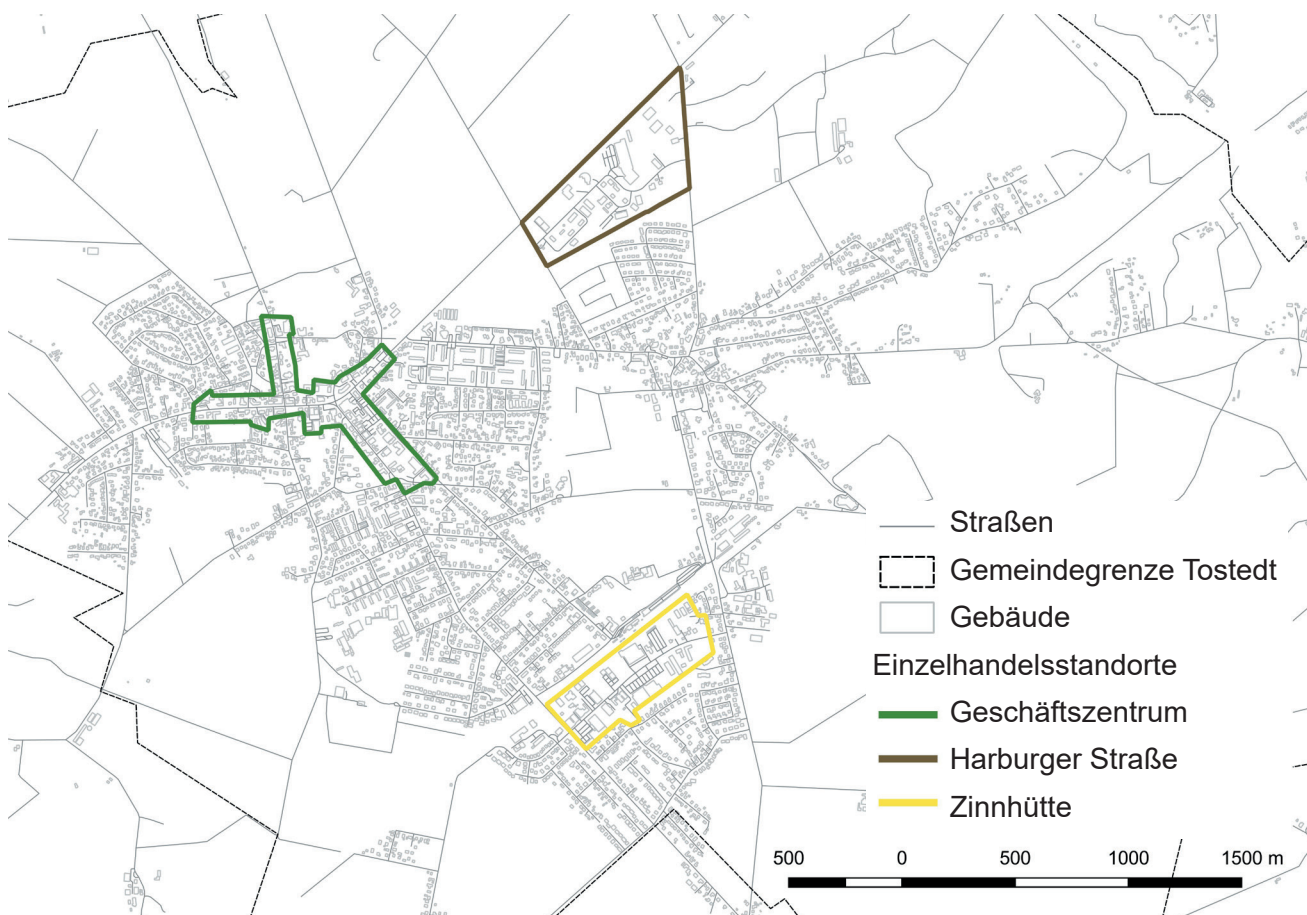 Straßen
Gemeindegrenze Tostedt
Gebäude
Einzelhandelsstandorte
Geschäftszentrum
Harburger Straße
Zinnhütte
500 0 500 1000 1500 m